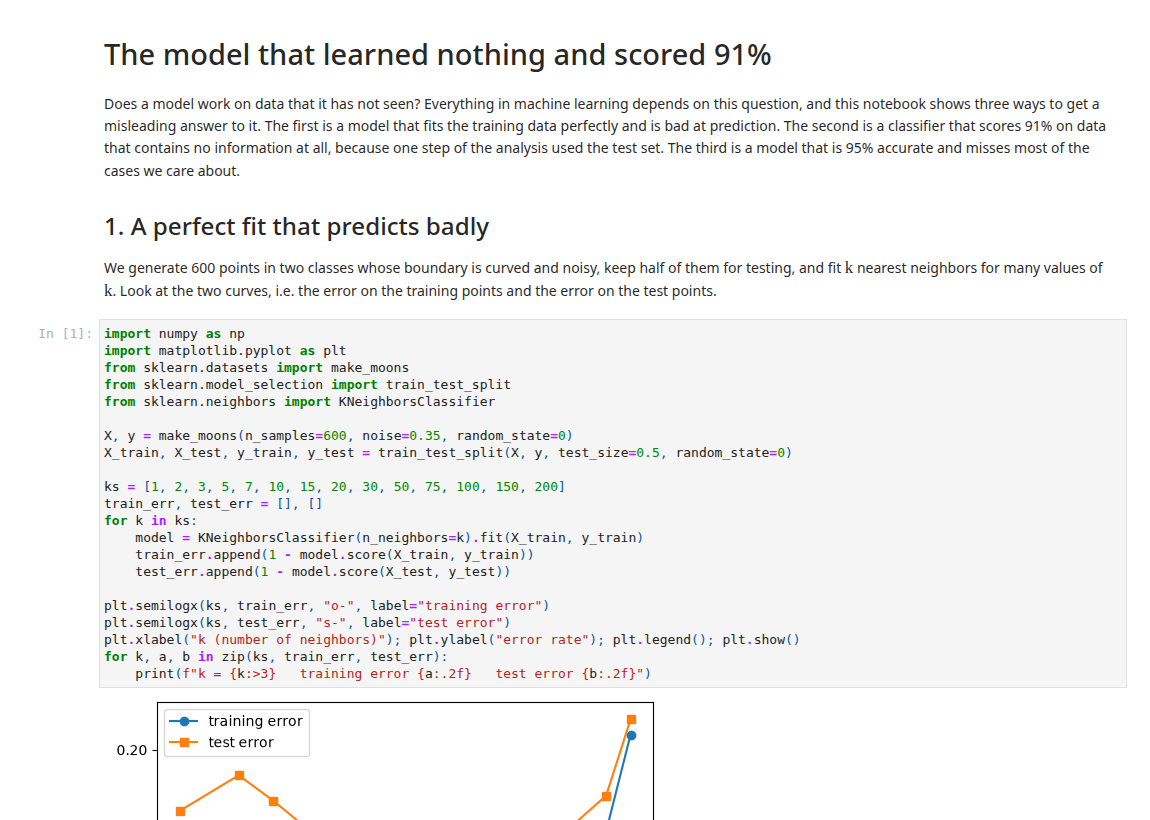 The model that learned nothing and scored 91%
Does a model work on data that it has not seen? Everything in machine learning depends on this question, and this notebook shows three ways to get a
misleading answer to it. The first is a model that fits the training data perfectly and is bad at prediction. The second is a classifier that scores 91% on data
that contains no information at all, because one step of the analysis used the test set. The third is a model that is 95% accurate and misses most of the
cases we care about.
1. A perfect fit that predicts badly
We generate 600 points in two classes whose boundary is curved and noisy, keep half of them for testing, and fit k nearest neighbors for many values of
k. Look at the two curves, i.e. the error on the training points and the error on the test points.
In [1]:
import numpy as np
import matplotlib.pyplot as plt
from sklearn.datasets import make_moons
from sklearn.model_selection import train_test_split
from sklearn.neighbors import KNeighborsClassifier

X, y = make_moons(n_samples=600, noise=0.35, random_state=0)
X_train, X_test, y_train, y_test = train_test_split(X, y, test_size=0.5, random_state=0)

ks = [1, 2, 3, 5, 7, 10, 15, 20, 30, 50, 75, 100, 150, 200]
train_err, test_err = [], []
for k in ks:
    model = KNeighborsClassifier(n_neighbors=k).fit(X_train, y_train)
    train_err.append(1 - model.score(X_train, y_train))
    test_err.append(1 - model.score(X_test, y_test))

plt.semilogx(ks, train_err, "o-", label="training error")
plt.semilogx(ks, test_err, "s-", label="test error")
plt.xlabel("k (number of neighbors)"); plt.ylabel("error rate"); plt.legend(); plt.show()
for k, a, b in zip(ks, train_err, test_err):
    print(f"k = {k:>3}   training error {a:.2f}   test error {b:.2f}")
training error
test error
0.20